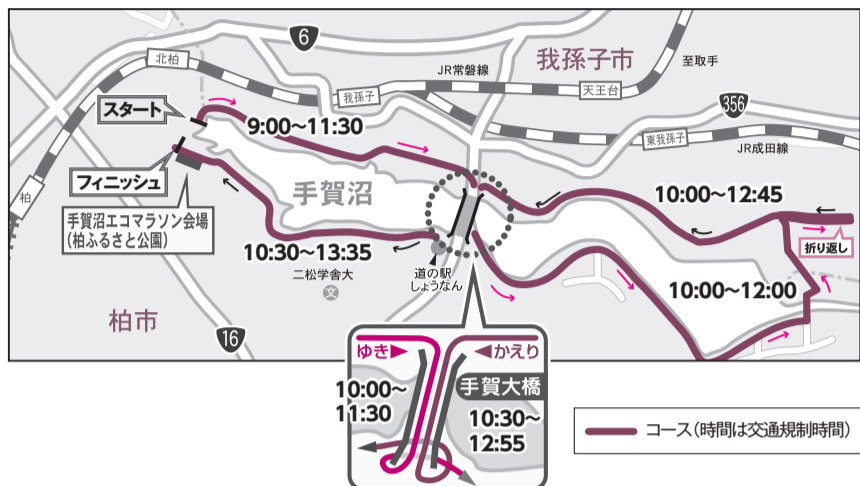 6
北柏
JR常磐線
我孫子市
至取手
我孫子
天王台
356
スタート
9:00~11:30
東我孫子
JR成田線
フィニッシュ
柏
手賀沼
10:00~12:45
手賀沼エコマラソン会場
(柏ふるさと公園)
折り返し
10:30~13:35
道の駅
しょうなん
二松学舎大
文
10:00~12:00
柏市
16
ゆき▶
◀かえり
10:00~
11:30
手賀大橋
10:30~
12:55
コース(時間は交通規制時間)